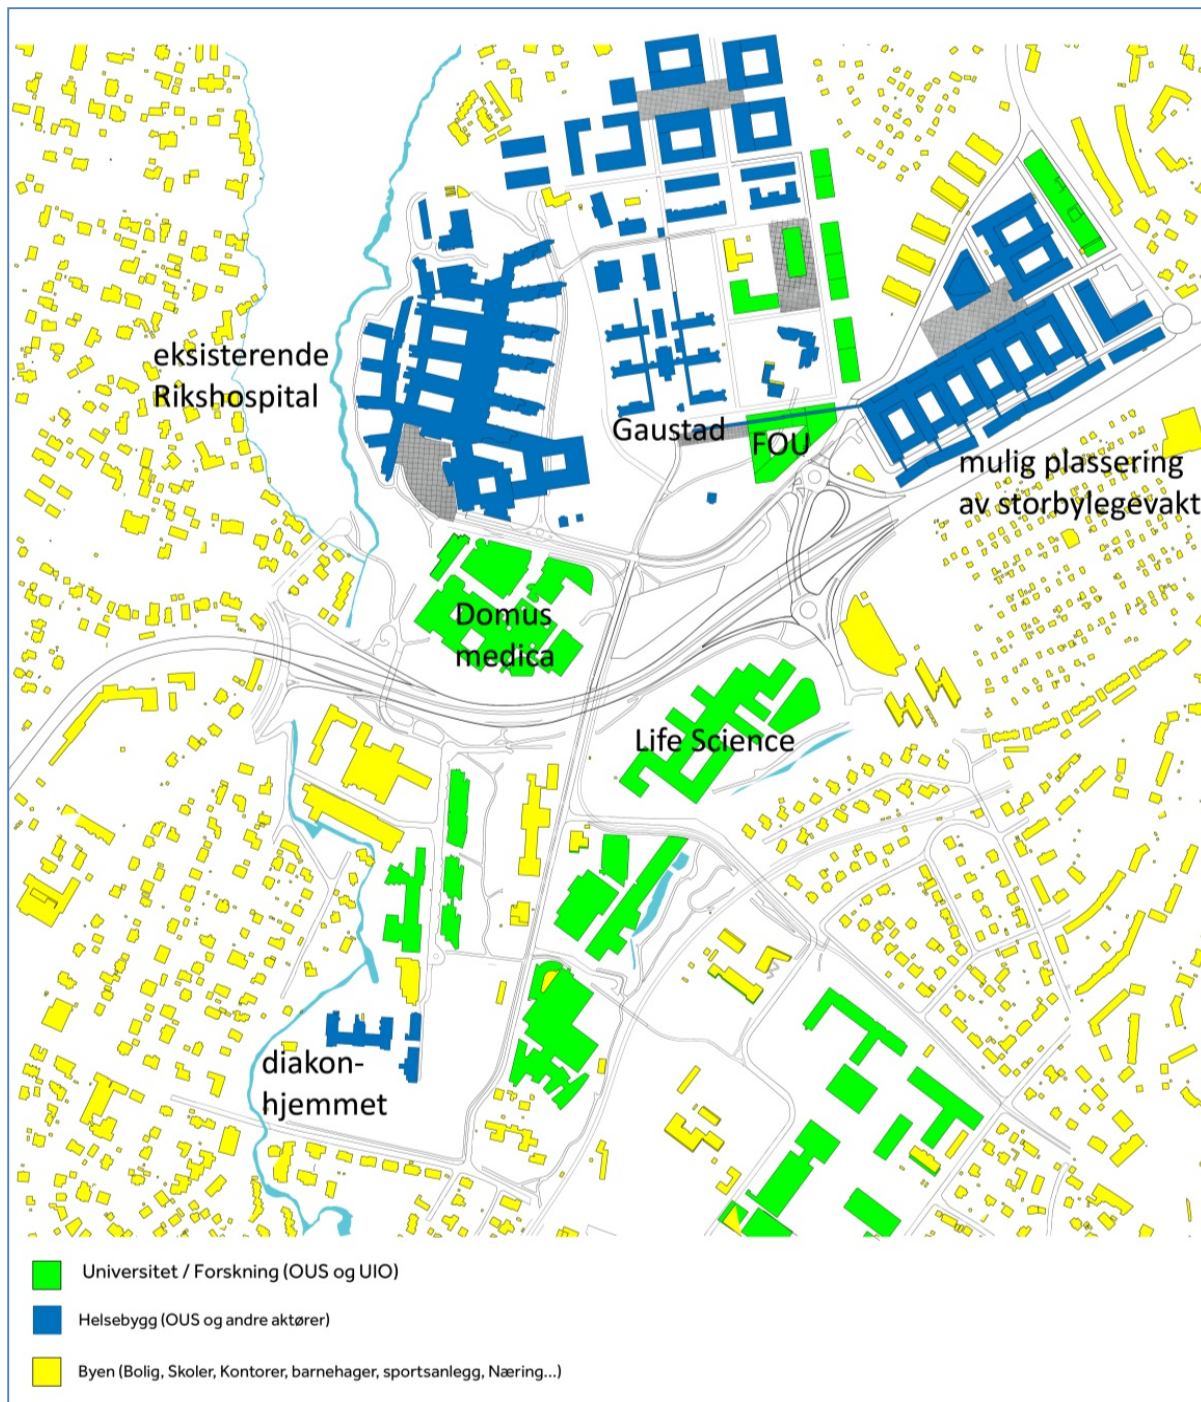 eksisterende
Rikshospital
Gaustad
FOU
mulig plassering
av storbylegevakt
Domus
medica
Life Science
diakon-
hjemmet
Universitet / Forskning (OUS og UIO)
Helsebygg (OUS og andre aktører)
Byen (Bolig, Skoler, Kontorer, barnehager, sportsanlegg, Næring...)